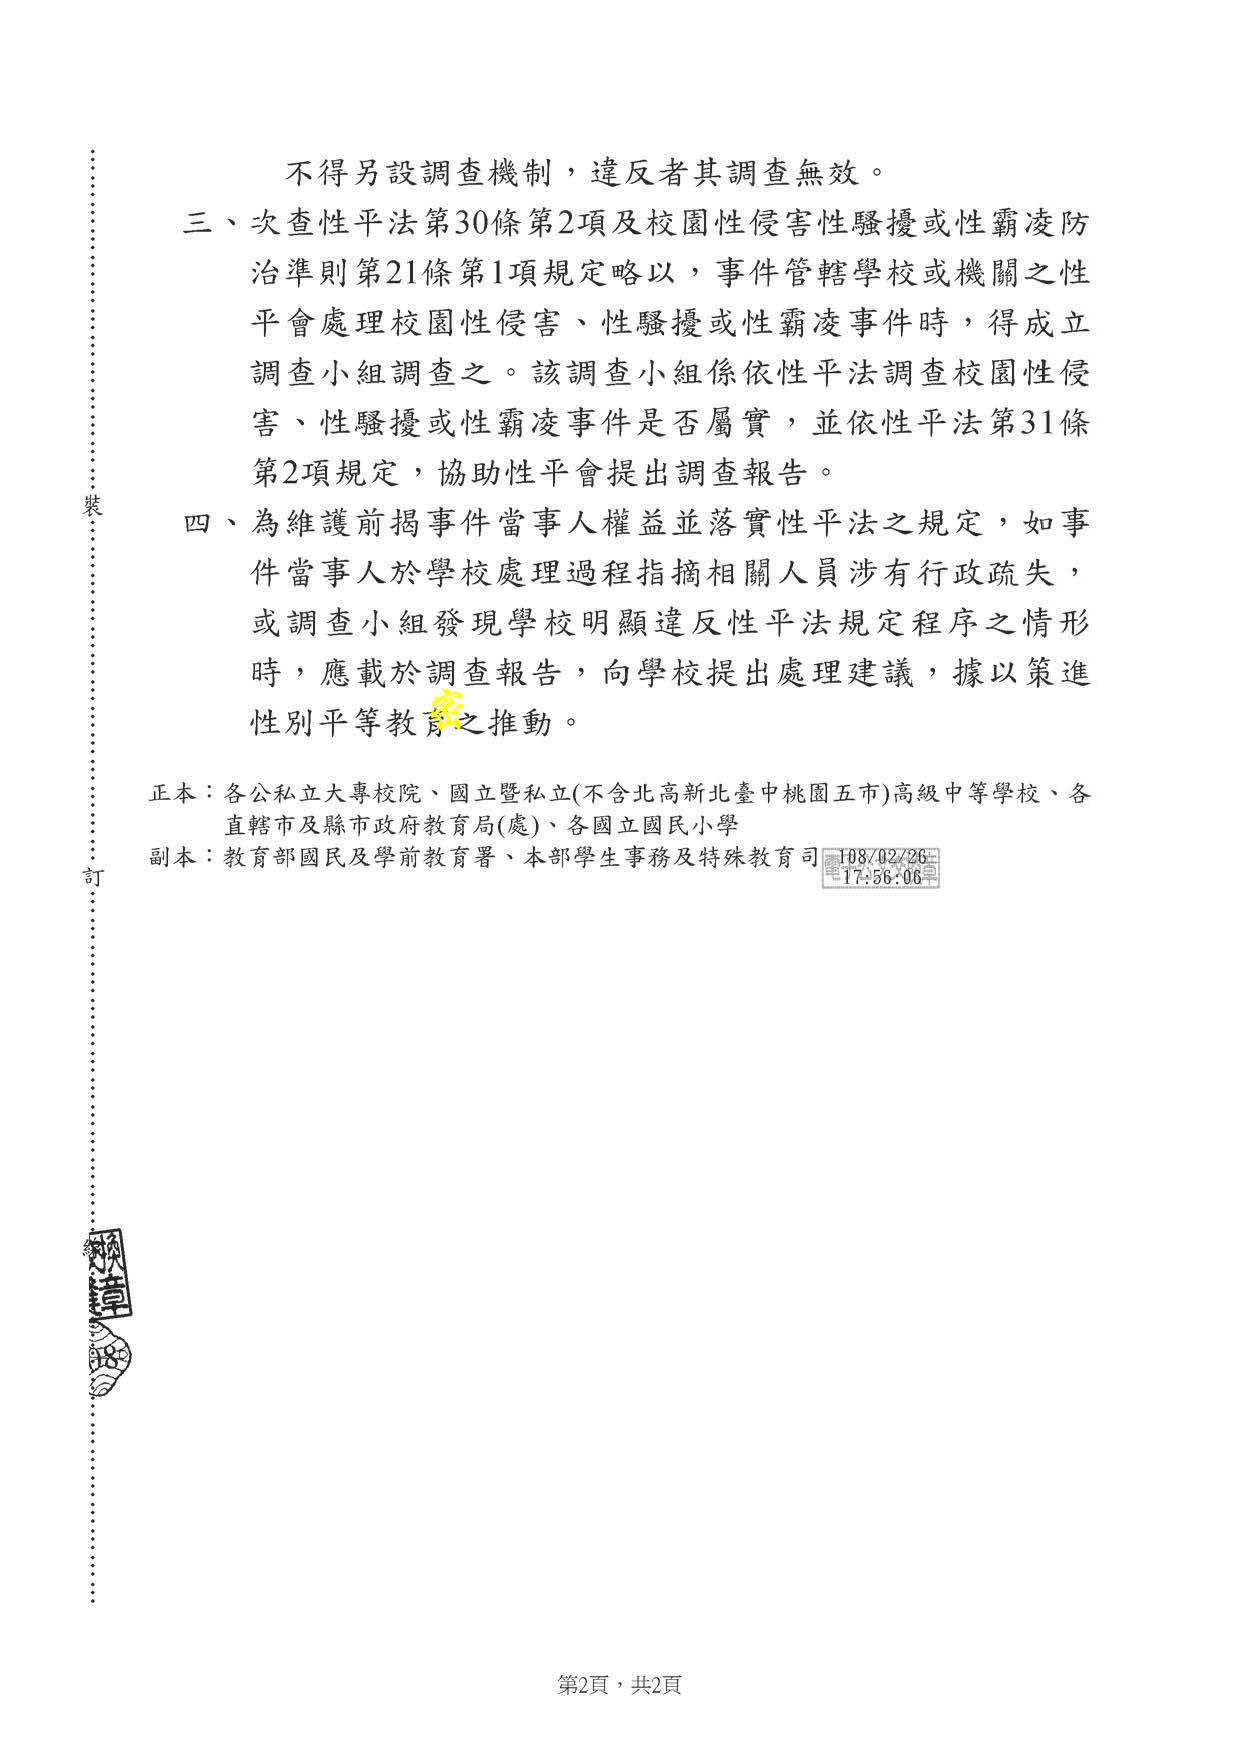 不得另設調查機制，違反者其調查無效。
三、次查性平法第30條第2項及校園性侵害性騷擾或性霸凌防
治準則第21條第1項規定略以，事件管轄學校或機關之性
平會處理校園性侵害、性騷擾或性霸凌事件時，得成立
調查小組調查之。該調查小組係依性平法調查校園性侵
害、性騷擾或性霸凌事件是否屬實，並依性平法第31條
第2項規定，協助性平會提出調查報告。
四、為維護前揭事件當事人權益並落實性平法之規定，如事
件當事人於學校處理過程指摘相關人員涉有行政疏失，
或調查小組發現學校明顯違反性平法規定程序之情形
時，應載於調查報告，向學校提出處理建議，據以策進
性別平等教育之推動。
密
正本：各公私立大專校院、國立暨私立(不含北高新北臺中桃園五市)高級中等學校、各
直轄市及縣市政府教育局(處)、各國立國民小學
副本：教育部國民及學前教育署、本部學生事務及特殊教育司
108/02/26
17:56:06
裝
訂
換
章
第2頁，共2頁